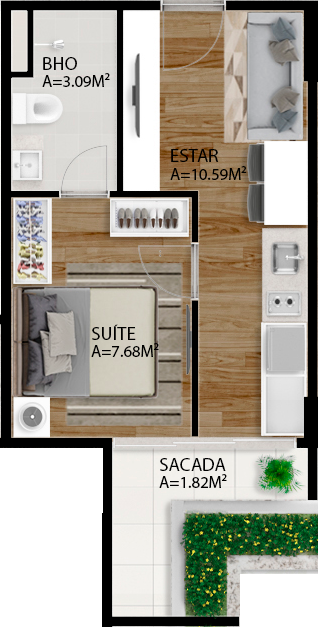 BHO
A=3.09M²
ESTAR
A=10.59M²
SUÍTE
A=7.68M²
SACADA
A=1.82M²